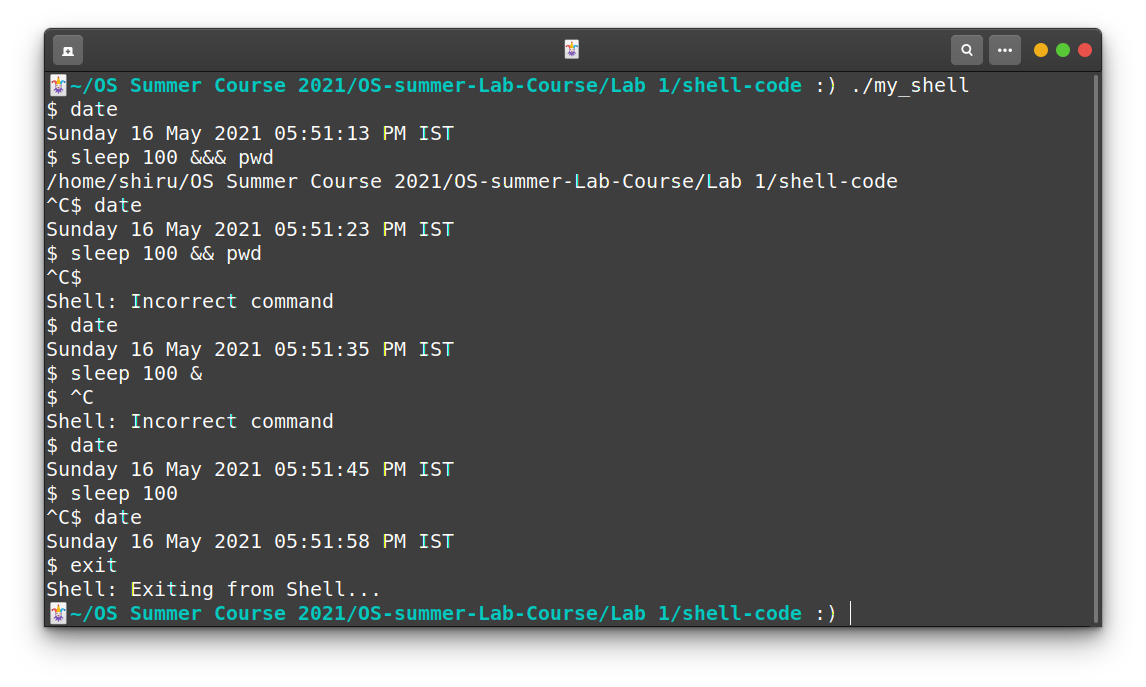 🃏~/OS Summer Course 2021/OS-summer-Lab-Course/Lab 1/shell-code :) ./my_shell
$ date
Sunday 16 May 2021 05:51:13 PM IST
$ sleep 100 &&& pwd
/home/shiru/OS Summer Course 2021/OS-summer-Lab-Course/Lab 1/shell-code
^C$ date
Sunday 16 May 2021 05:51:23 PM IST
$ sleep 100 && pwd
^C$
Shell: Incorrect command
$ date
Sunday 16 May 2021 05:51:35 PM IST
$ sleep 100 &
$ ^C
Shell: Incorrect command
$ date
Sunday 16 May 2021 05:51:45 PM IST
$ sleep 100
^C$ date
Sunday 16 May 2021 05:51:58 PM IST
$ exit
Shell: Exiting from Shell...
🃏~/OS Summer Course 2021/OS-summer-Lab-Course/Lab 1/shell-code :)